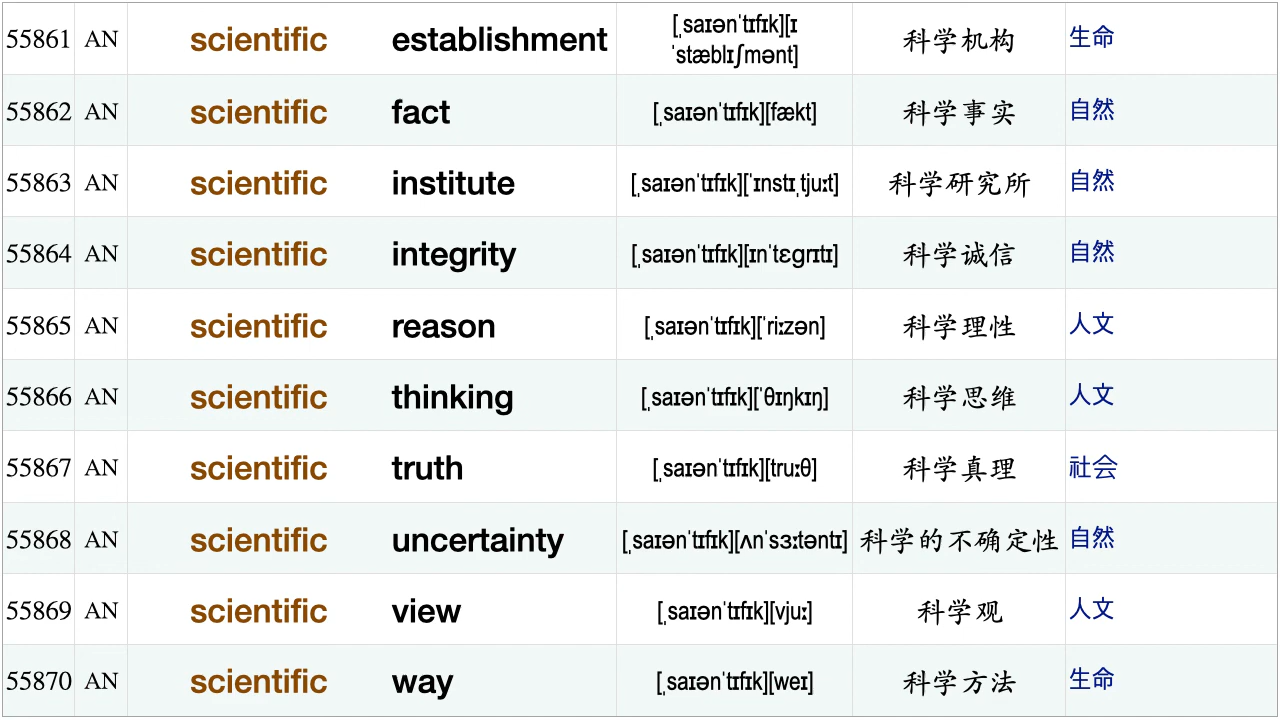 55861 AN scientific establishment [ˌsaɪənˈtɪfɪk][ɪ
ˈstæblɪʃmənt] 科学机构 生命
55862 AN scientific fact [ˌsaɪənˈtɪfɪk][fækt] 科学事实 自然
55863 AN scientific institute [ˌsaɪənˈtɪfɪk][ˈɪnstɪˌtjuːt] 科学研究所 自然
55864 AN scientific integrity [ˌsaɪənˈtɪfɪk][ɪnˈtɛɡrɪtɪ] 科学诚信 自然
55865 AN scientific reason [ˌsaɪənˈtɪfɪk][ˈriːzən] 科学理性 人文
55866 AN scientific thinking [ˌsaɪənˈtɪfɪk][ˈθɪŋkɪŋ] 科学思维 人文
55867 AN scientific truth [ˌsaɪənˈtɪfɪk][truːθ] 科学真理 社会
55868 AN scientific uncertainty [ˌsaɪənˈtɪfɪk][ʌnˈsɜːtəntɪ] 科学的不确定性 自然
55869 AN scientific view [ˌsaɪənˈtɪfɪk][vjuː] 科学观 人文
55870 AN scientific way [ˌsaɪənˈtɪfɪk][weɪ] 科学方法 生命